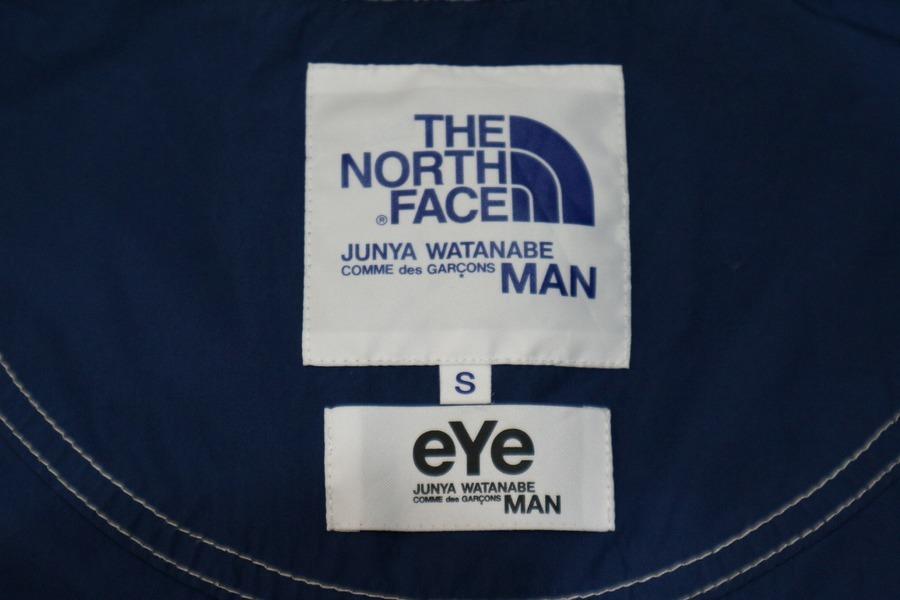 THE
NORTH
® FACE
JUNYA WATANABE
COMME des GARÇONS MAN
S
eYe
JUNYA WATANABE
COMME des GARÇONS MAN